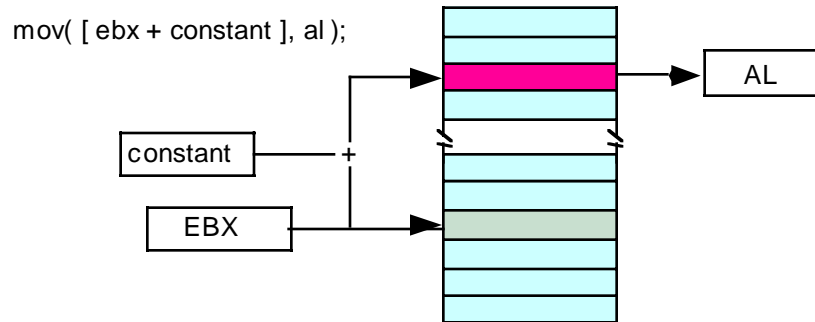 mov( [ ebx + constant ], al );
AL
constant
+
EBX